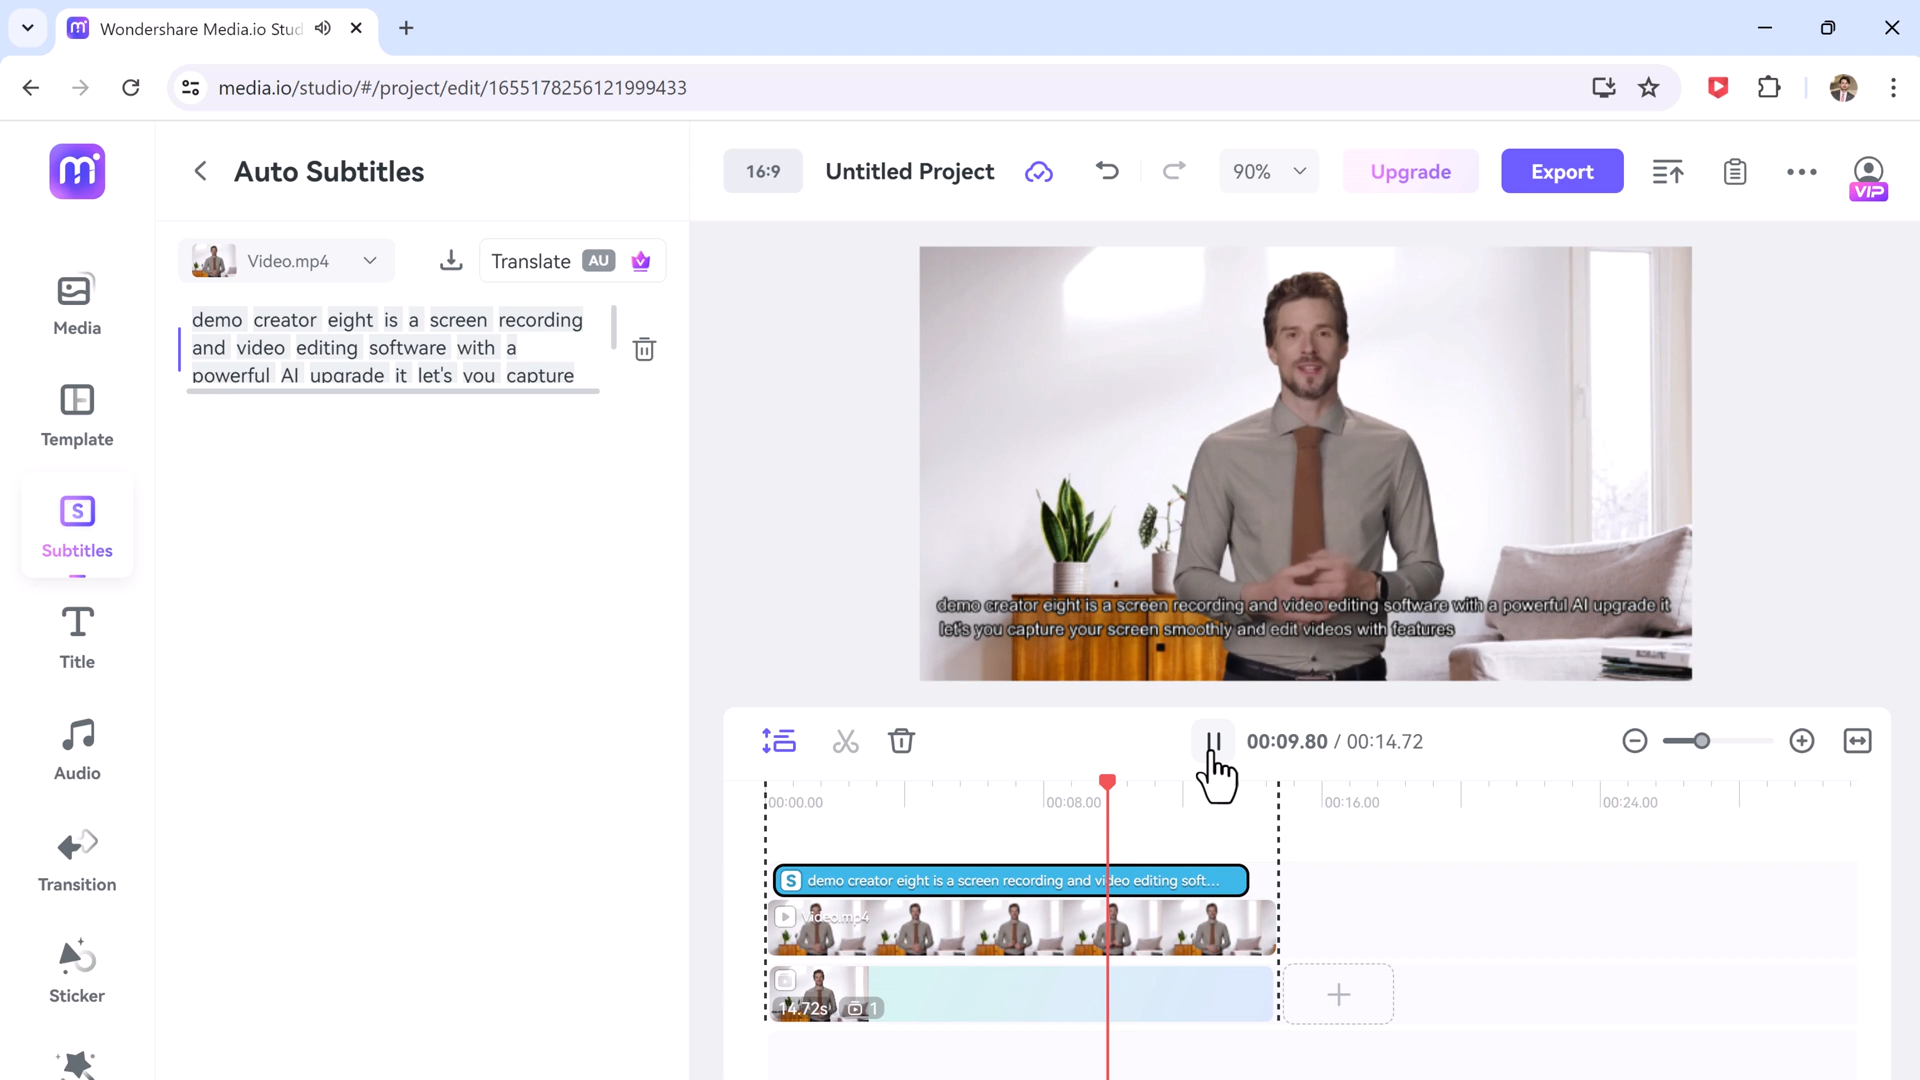 Wondershare Media.io Stud
media.io/studio/#/project/edit/1655178256121999433
Auto Subtitles
16:9
Untitled Project
90%
Upgrade
Export
VIP
Video.mp4
Translate AU
demo creator eight is a screen recording
and video editing software with a
powerful AI upgrade it let's you capture
Media
Template
S
Subtitles
T
Title
Audio
Transition
Sticker
demo creator eight is a screen recording and video editing software with a powerful AI upgrade it
let's you capture your screen smoothly and edit videos with features
00:09.80 / 00:14.72
00:00.00
00:08.00
00:16.00
00:24.00
S demo creator eight is a screen recording and video editing soft...
Video.mp4
14.72s 1